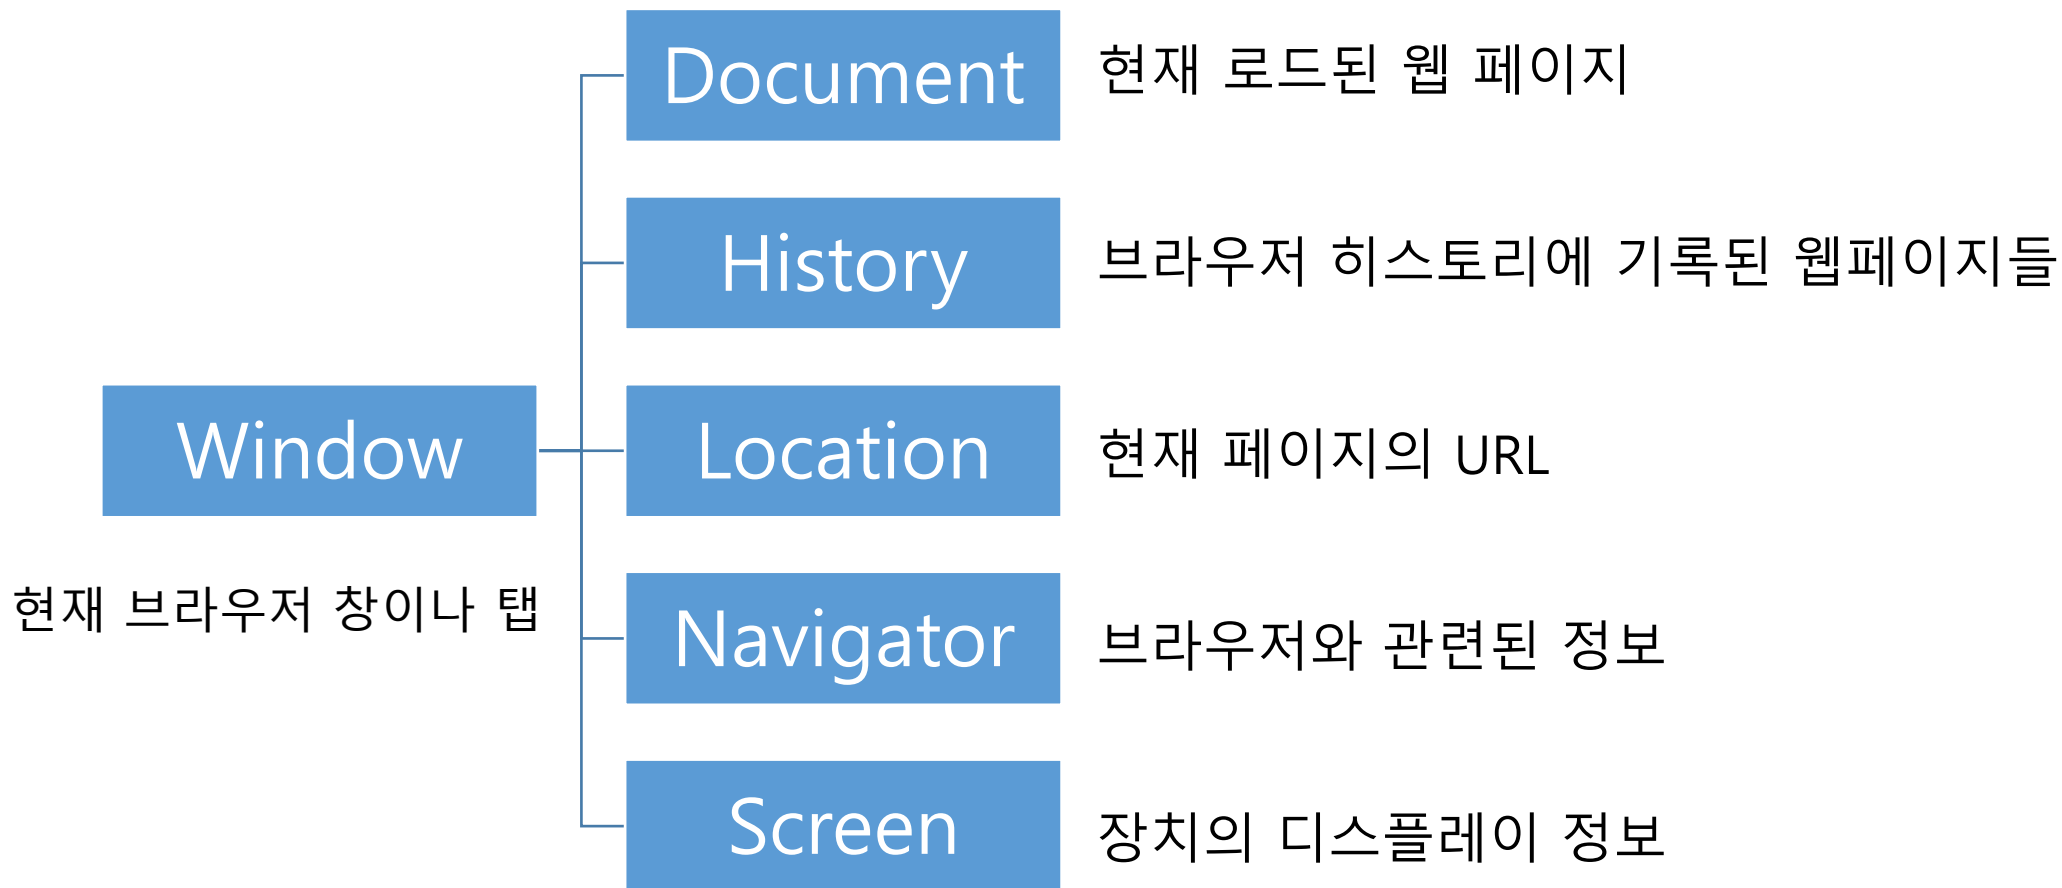 Document
현재 로드된 웹 페이지
History
브라우저 히스토리에 기록된 웹페이지들
Window
현재 브라우저 창이나 탭
Location
현재 페이지의 URL
Navigator
브라우저와 관련된 정보
Screen
장치의 디스플레이 정보